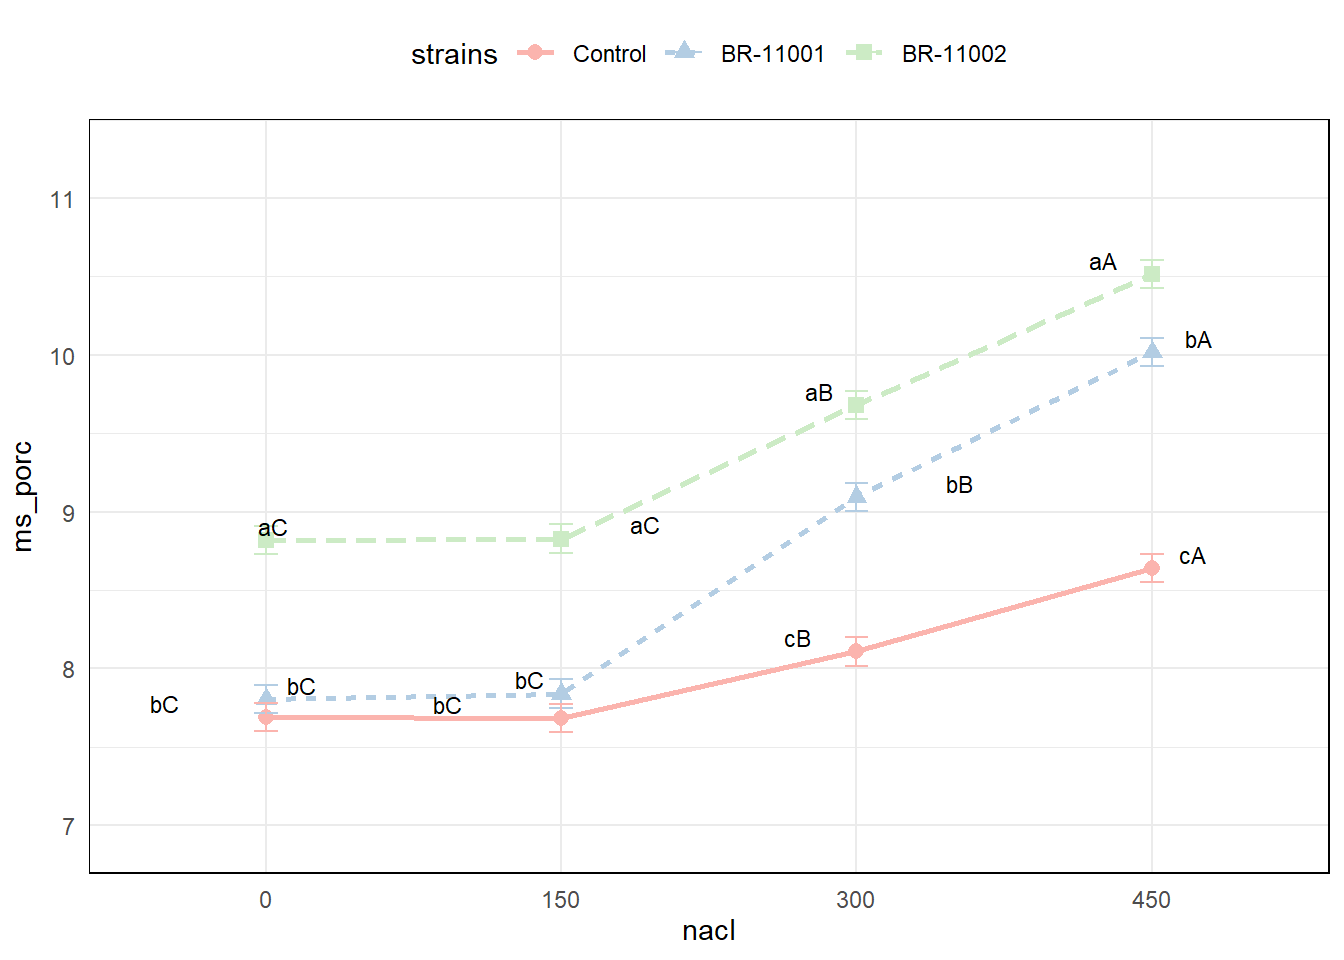 strains Control BR-11001 BR-11002
11
aA
bA
10
aB
bB
9
aC
aC
cA
cB
8
bC
bC
bC
bC
7
ms_porc
0 150 300 450
nacl